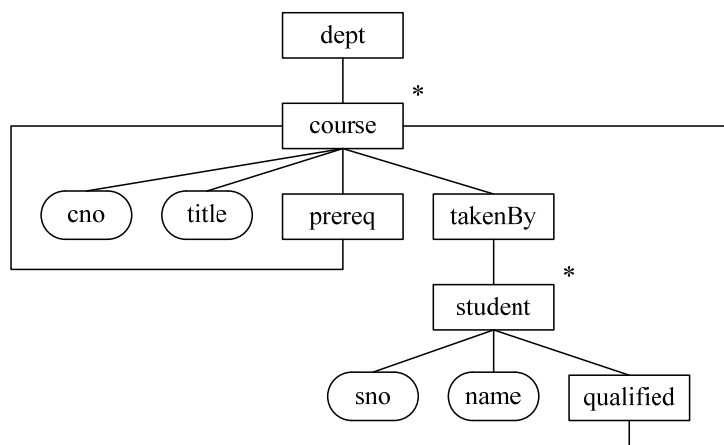 dept
*
course
cno title prereq takenBy
*
student
sno name qualified